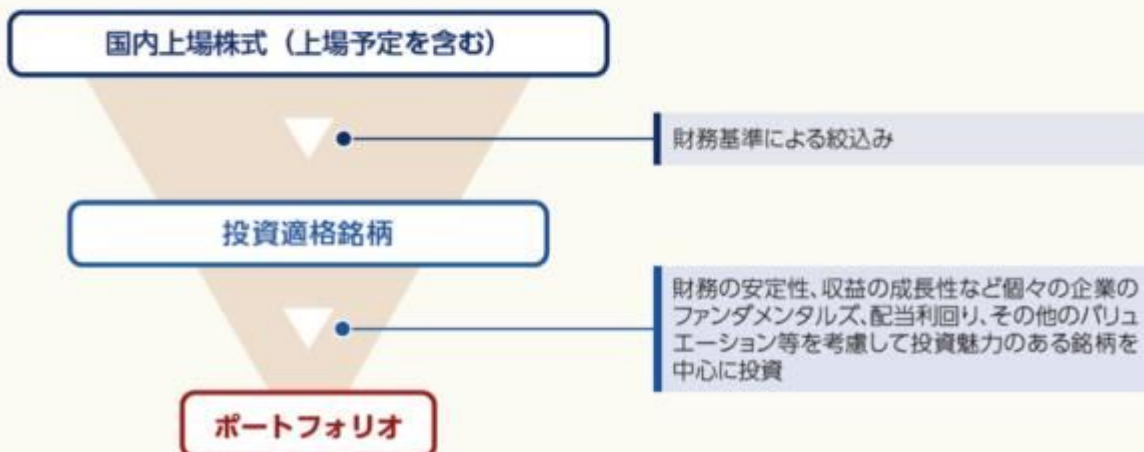 国内上場株式（上場予定を含む）
財務基準による絞込み
投資適格銘柄
財務の安定性、収益の成長性など個々の企業の
ファンダメンタルズ、配当利回り、その他のバリュ
エーション等を考慮して投資魅力のある銘柄を
中心に投資
ポートフォリオ